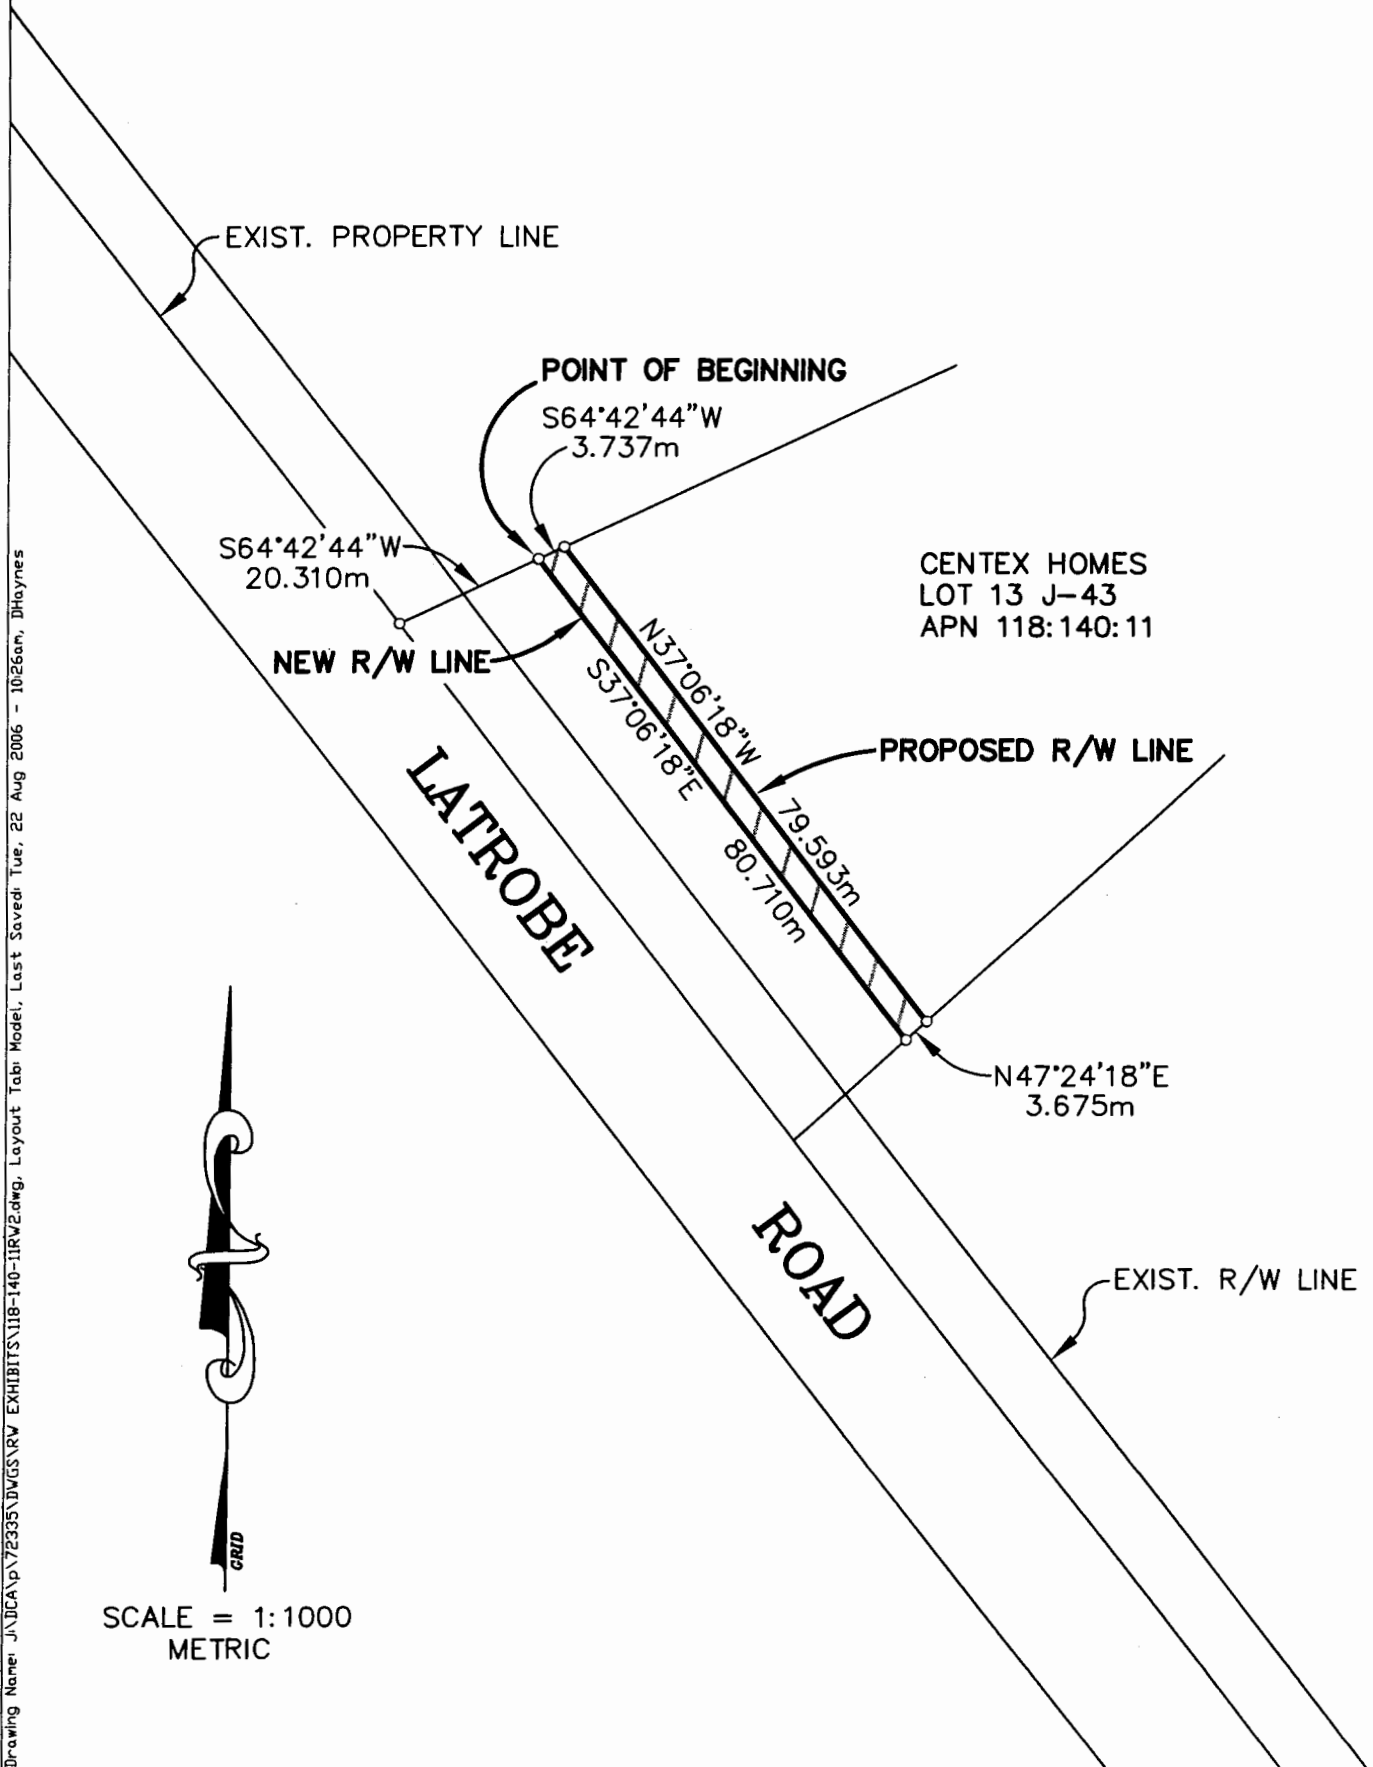 EXIST. PROPERTY LINE
POINT OF BEGINNING
S64°42'44"W
3.737m
S64°42'44"W
20.310m
CENTEX HOMES
LOT 13 J-43
APN 118:140:11
NEW R/W LINE
N37°06'18"W
79.593m
S37°06'18"E
80.710m
PROPOSED R/W LINE
LATROBE
ROAD
N47°24'18"E
3.675m
EXIST. R/W LINE
GRID
SCALE = 1:1000
METRIC
Drawing Name: J:\DCA\p\72335\DWGS\RW EXHIBITS\118-140-11RW2.dwg, Layout Tab: Model, Last Saved: Tue, 22 Aug 2006 - 10:26am, DHaynes